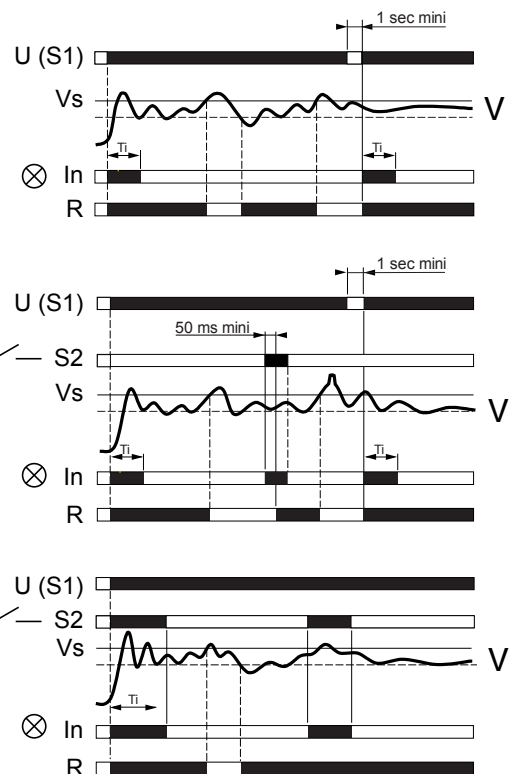 1 sec mini
U (S1)
Vs
V
Ti
Ti
In
R
1 sec mini
U (S1)
50 ms mini
S2
Vs
V
Ti
Ti
In
R
U (S1)
S2
Vs
V
Ti
In
R